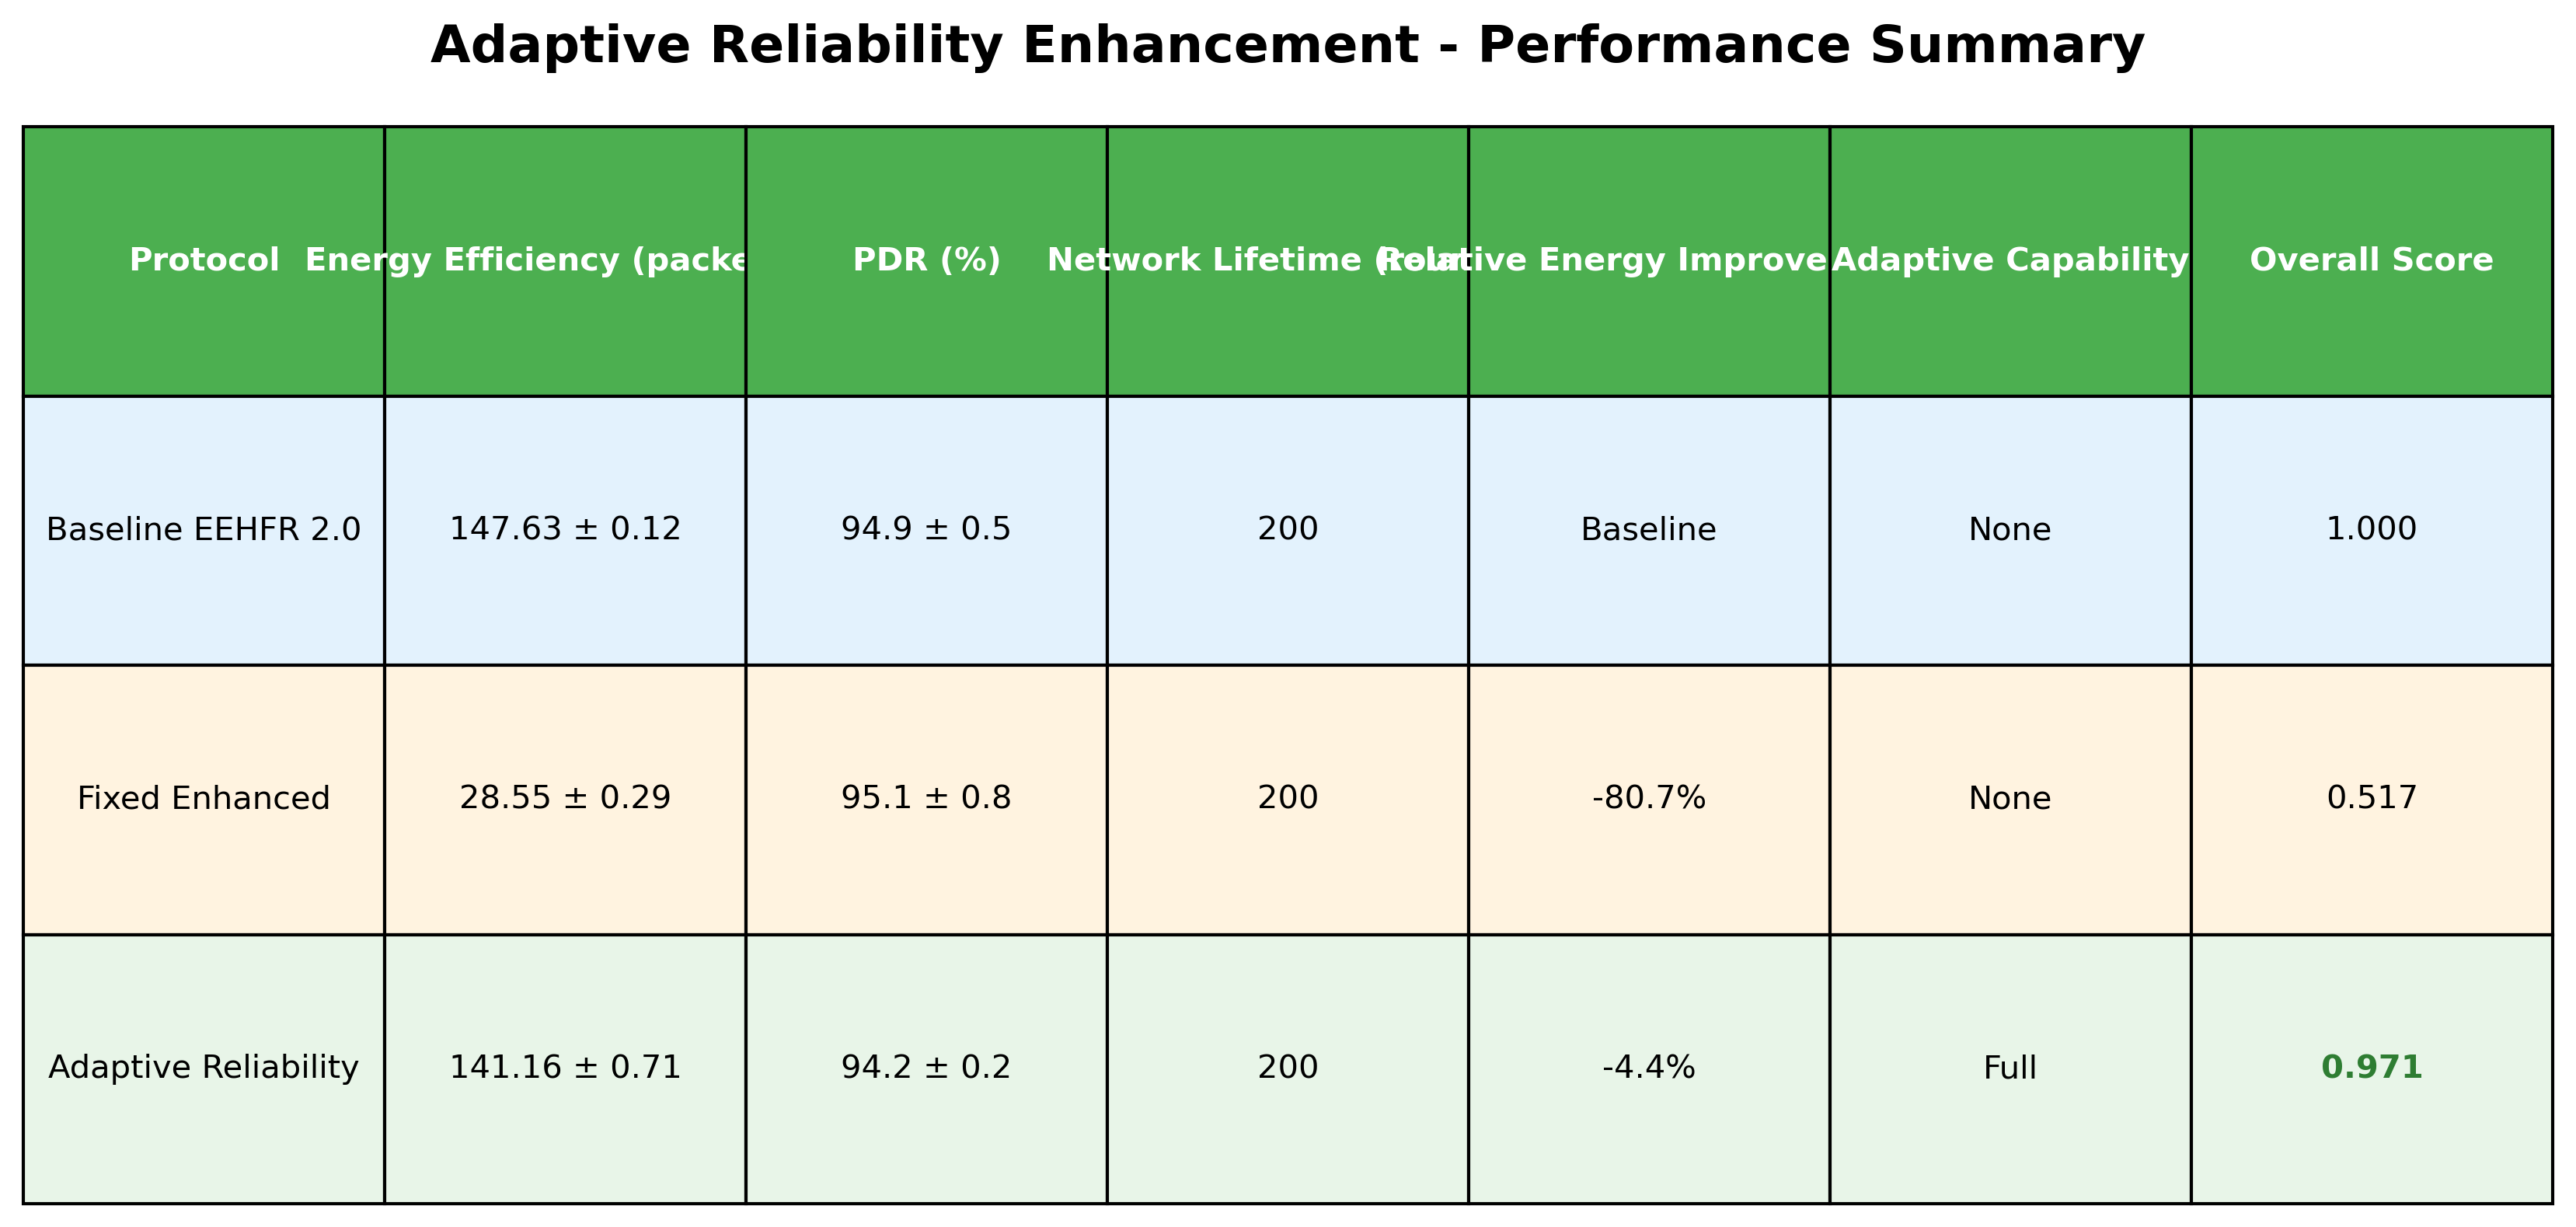 Adaptive Reliability Enhancement - Performance Summary
Protocol Energy Efficiency (packe PDR (%) Network Lifetime Energy Improve Adaptive Capability Overall Score
Baseline EEHFR 2.0 147.63 ± 0.12 94.9 ± 0.5 200 Baseline None 1.000
Fixed Enhanced 28.55 ± 0.29 95.1 ± 0.8 200 -80.7% None 0.517
Adaptive Reliability 141.16 ± 0.71 94.2 ± 0.2 200 -4.4% Full 0.971